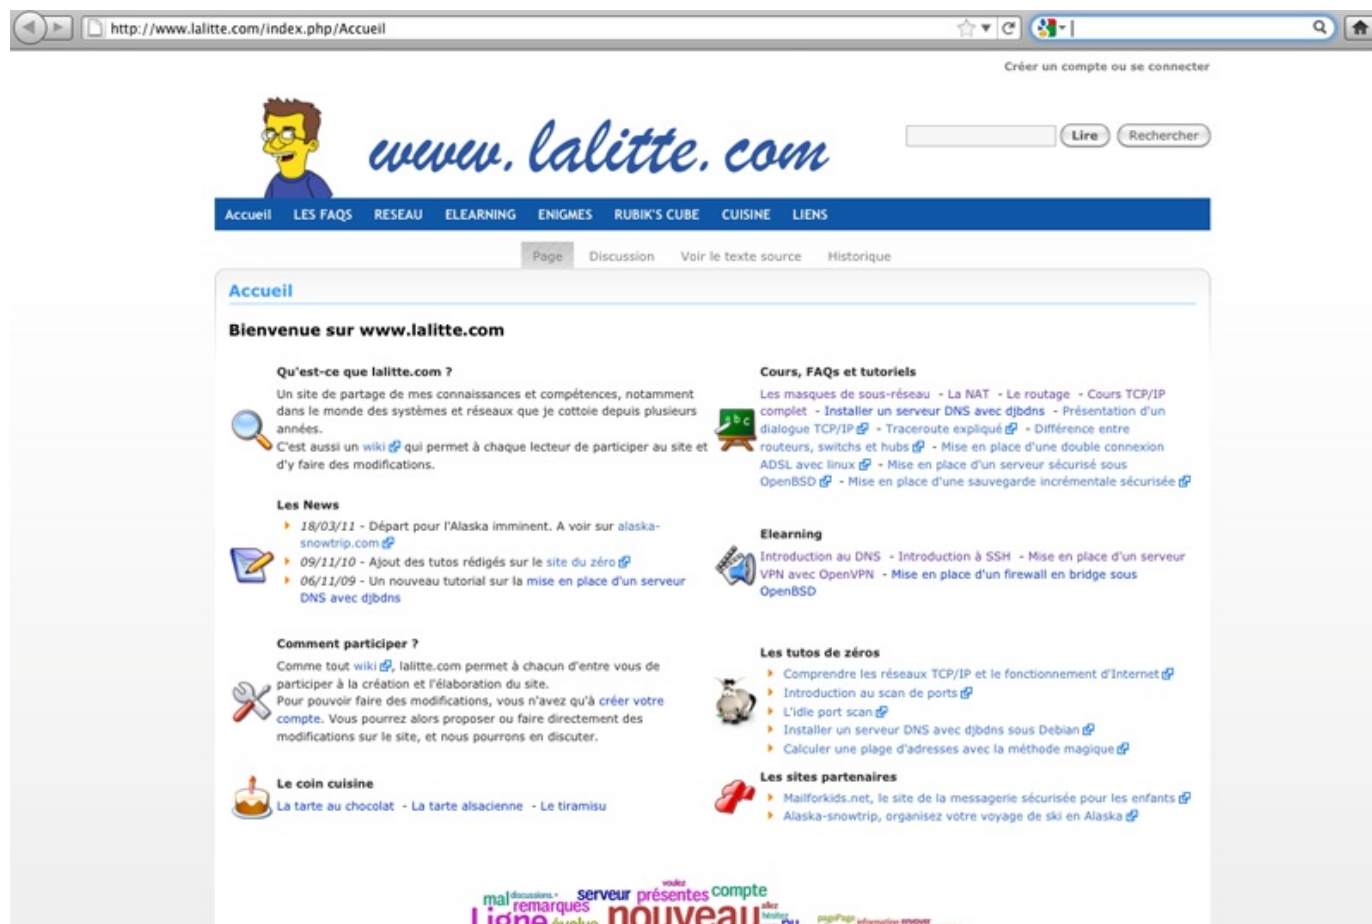 http://www.lalitte.com/index.php/Accueil
Créer un compte ou se connecter
www.lalitte.com
Lire Rechercher
Accueil LES FAQS RESEAU ELEARNING ENIGMES RUBIK'S CUBE CUISINE LIENS
Page Discussion Voir le texte source Historique
Accueil
Bienvenue sur www.lalitte.com
Qu'est-ce que lalitte.com ?
Un site de partage de mes connaissances et compétences, notamment
dans le monde des systèmes et réseaux que je cottoie depuis plusieurs
années.
C'est aussi un wiki qui permet à chaque lecteur de participer au site et
d'y faire des modifications.
Les News
18/03/11 - Départ pour l'Alaska imminent. A voir sur alaska-
snowtrip.com
09/11/10 - Ajout des tutos rédigés sur le site du zéro
06/11/09 - Un nouveau tutorial sur la mise en place d'un serveur
DNS avec djbdns
Comment participer ?
Comme tout wiki, lalitte.com permet à chacun d'entre vous de
participer à la création et l'élaboration du site.
Pour pouvoir faire des modifications, vous n'avez qu'à créer votre
compte. Vous pourrez alors proposer ou faire directement des
modifications sur le site, et nous pourrons en discuter.
Le coin cuisine
La tarte au chocolat - La tarte alsacienne - Le tiramisu
Cours, FAQs et tutoriels
Les masques de sous-réseau - La NAT - Le routage - Cours TCP/IP
complet - Installer un serveur DNS avec djbdns - Présentation d'un
dialogue TCP/IP - Traceroute expliqué - Différence entre
routeurs, switchs et hubs - Mise en place d'une double connexion
ADSL avec linux - Mise en place d'un serveur sécurisé sous
OpenBSD - Mise en place d'une sauvegarde incrémentale sécurisée
abc
Elearning
Introduction au DNS - Introduction à SSH - Mise en place d'un serveur
VPN avec OpenVPN - Mise en place d'un firewall en bridge sous
OpenBSD
Les tutos de zéros
Comprendre les réseaux TCP/IP et le fonctionnement d'Internet
Introduction au scan de ports
L'idle port scan
Installer un serveur DNS avec djbdns sous Debian
Calculer une plage d'adresses avec la méthode magique
Les sites partenaires
Mailforkids.net, le site de la messagerie sécurisée pour les enfants
Alaska-snowtrip, organisez votre voyage de ski en Alaska
voulez
mal discussions. serveur présentes compte
remarques allez
Ligne évolue nouveau ou pagePage information envoyer